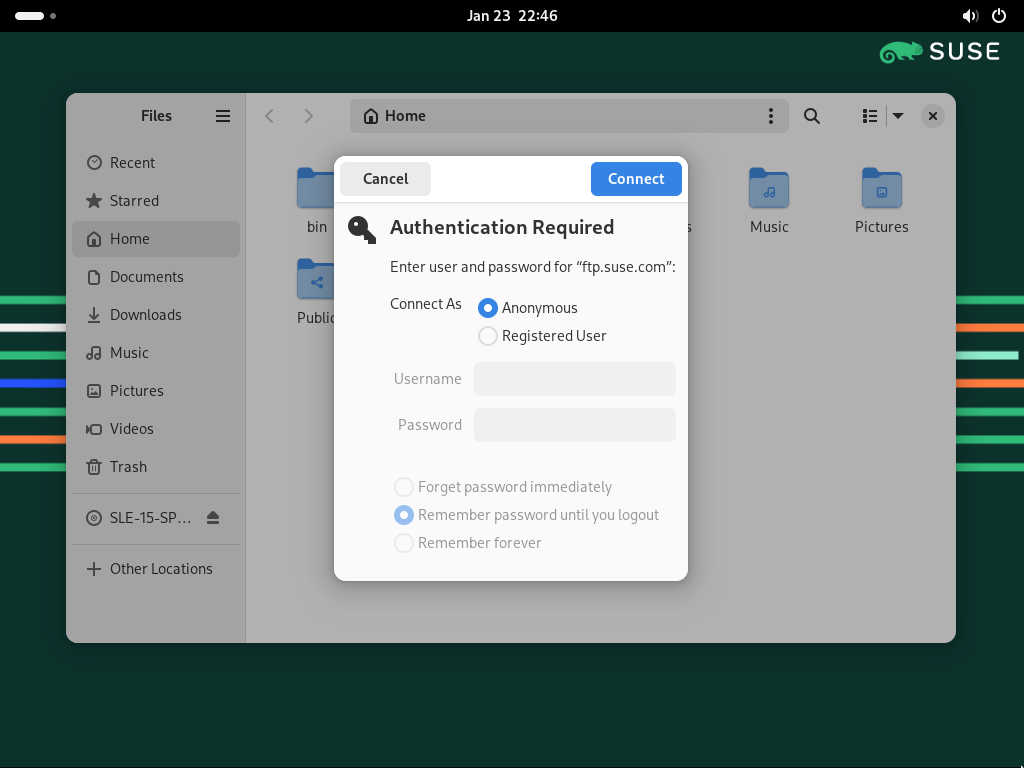 Jan 23 22:46
SUSE
Files
Home
Recent
Starred
Home
Documents
Downloads
Music
Pictures
Videos
Trash
SLE-15-SP…
Other Locations
bin
Music
Pictures
Cancel
Connect
Authentication Required
Enter user and password for “ftp.suse.com”:
Connect As
Anonymous
Registered User
Username
Password
Forget password immediately
Remember password until you logout
Remember forever